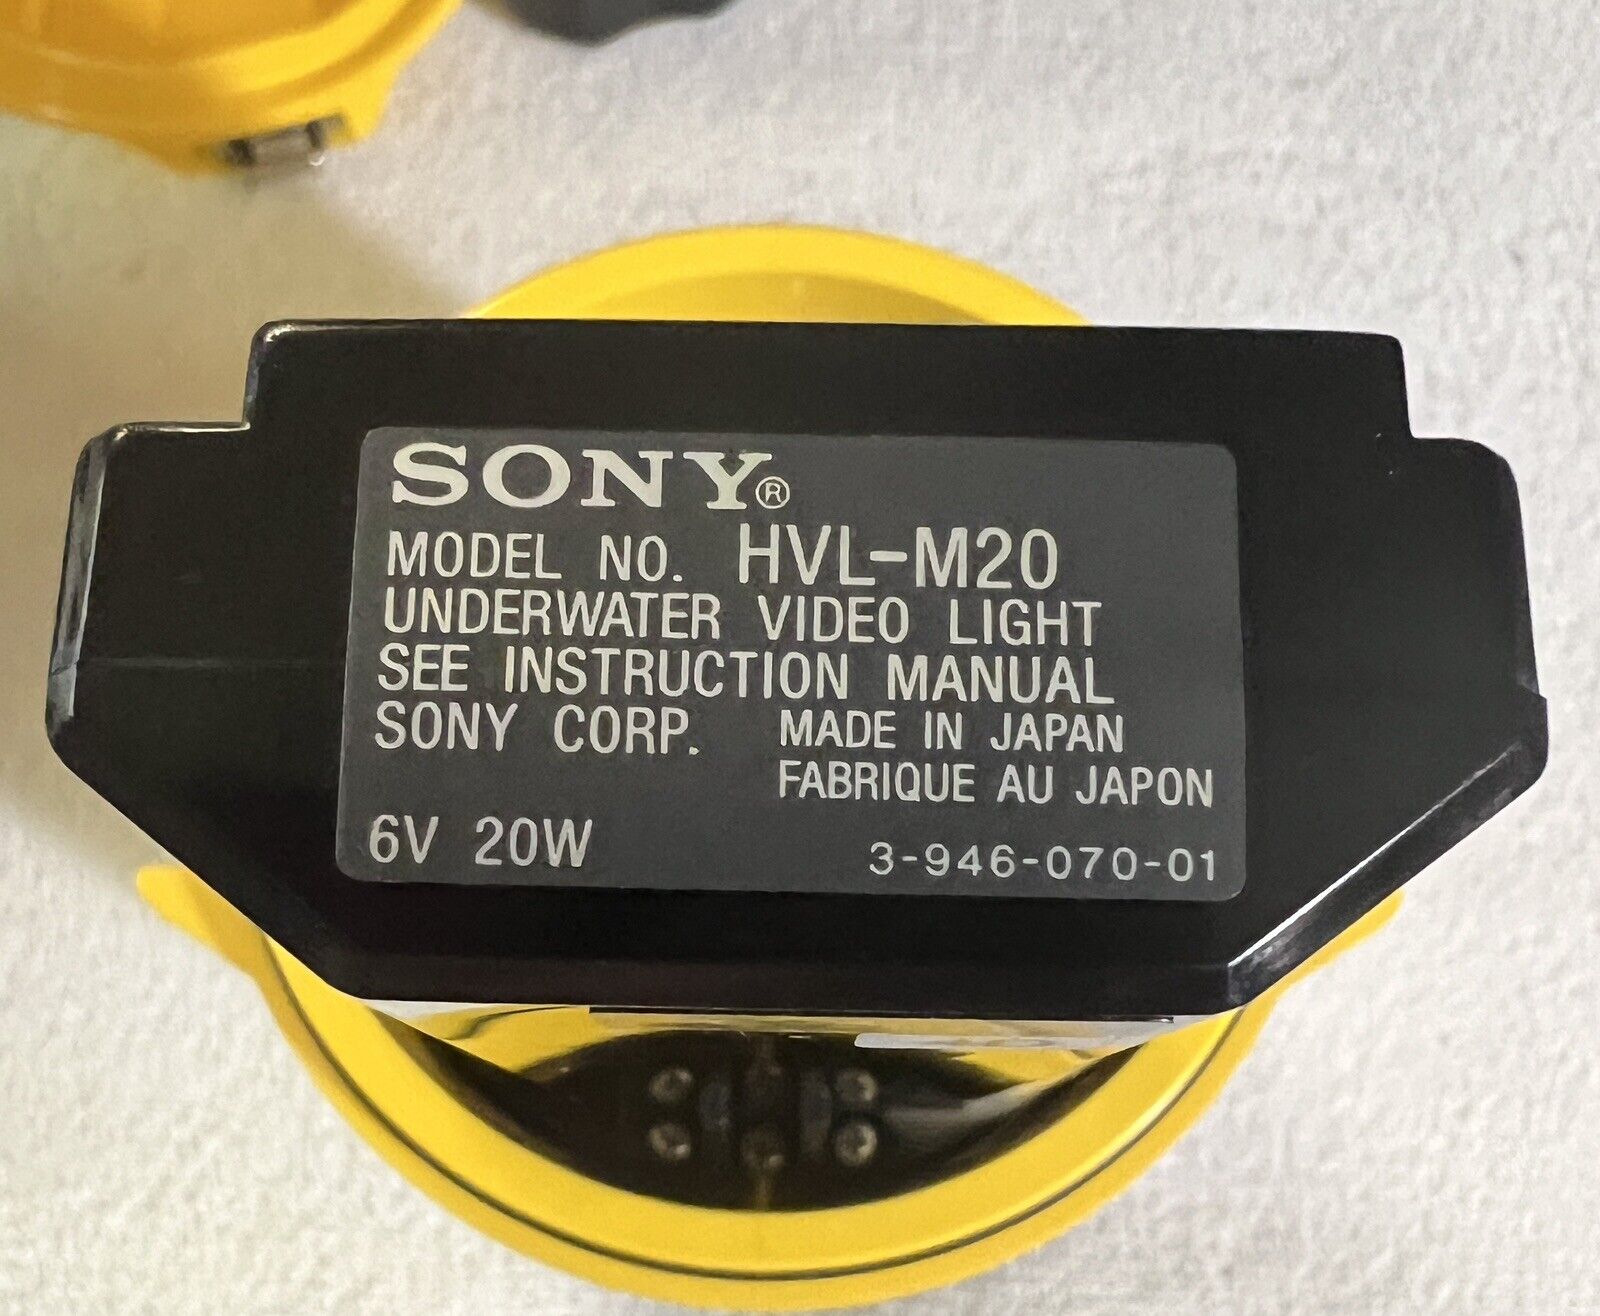 SONY®
MODEL NO. HVL-M20
UNDERWATER VIDEO LIGHT
SEE INSTRUCTION MANUAL
SONY CORP. MADE IN JAPAN
FABRIQUE AU JAPON
6V 20W 3-946-070-01